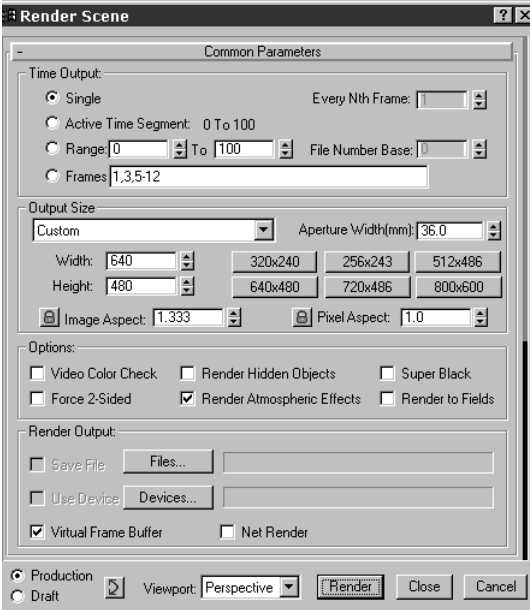 Render Scene
Common Parameters
Time Output:
Single Every Nth Frame: 1
Active Time Segment: 0 To 100
Range: 0 To 100 File Number Base: 0
Frames 1,3,5-12
Output Size
Custom Aperture Width(mm): 36.0
Width: 640 320x240 256x243 512x486
Height: 480 640x480 720x486 800x600
Image Aspect: 1.333 Pixel Aspect: 1.0
Options:
Video Color Check Render Hidden Objects Super Black
Force 2-Sided Render Atmospheric Effects Render to Fields
Render Output:
Save File Files...
Use Device Devices...
Virtual Frame Buffer Net Render
Production
Draft
Viewport: Perspective Render Close Cancel